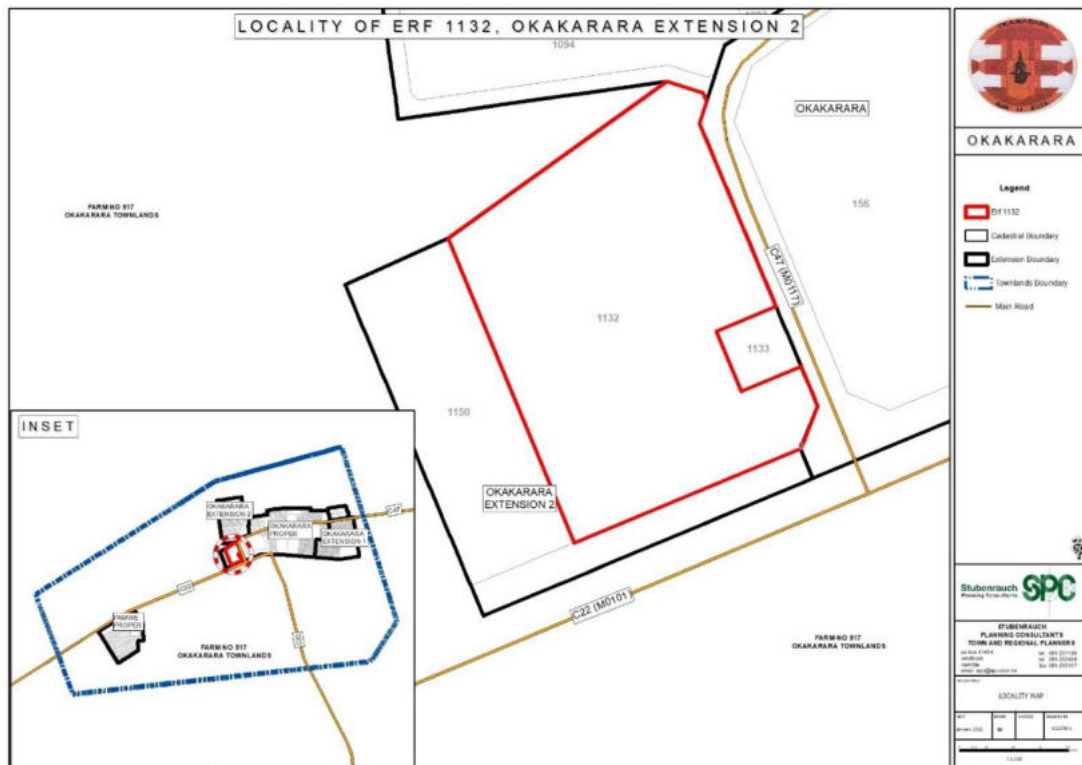 LOCALITY OF ERF 1132, OKAKARARA EXTENSION 2
1094
OKAKARARA
FARM NO 517
OKAKARARA TOWNLANDS
156
C47 (M0117)
1132
1133
1150
OKAKARARA
EXTENSION 2
C22 (M0101)
FARM NO 517
OKAKARARA TOWNLANDS
INSET
OKAKARARA
EXTENSION 2
OKAKARARA
PROPER
OKAKARARA
EXTENSION 1
C47
C22
PAMWE
PROPER
FARM NO 517
OKAKARARA TOWNLANDS
OKAKARARA
OKAKARARA
Legend
Erf 1132
Cadastral Boundary
Extension Boundary
Townlands Boundary
Main Road
Stubenrauch
Planning Consultants
SPC
STUBENRAUCH
PLANNING CONSULTANTS
TOWN AND REGIONAL PLANNERS
LOCALITY MAP